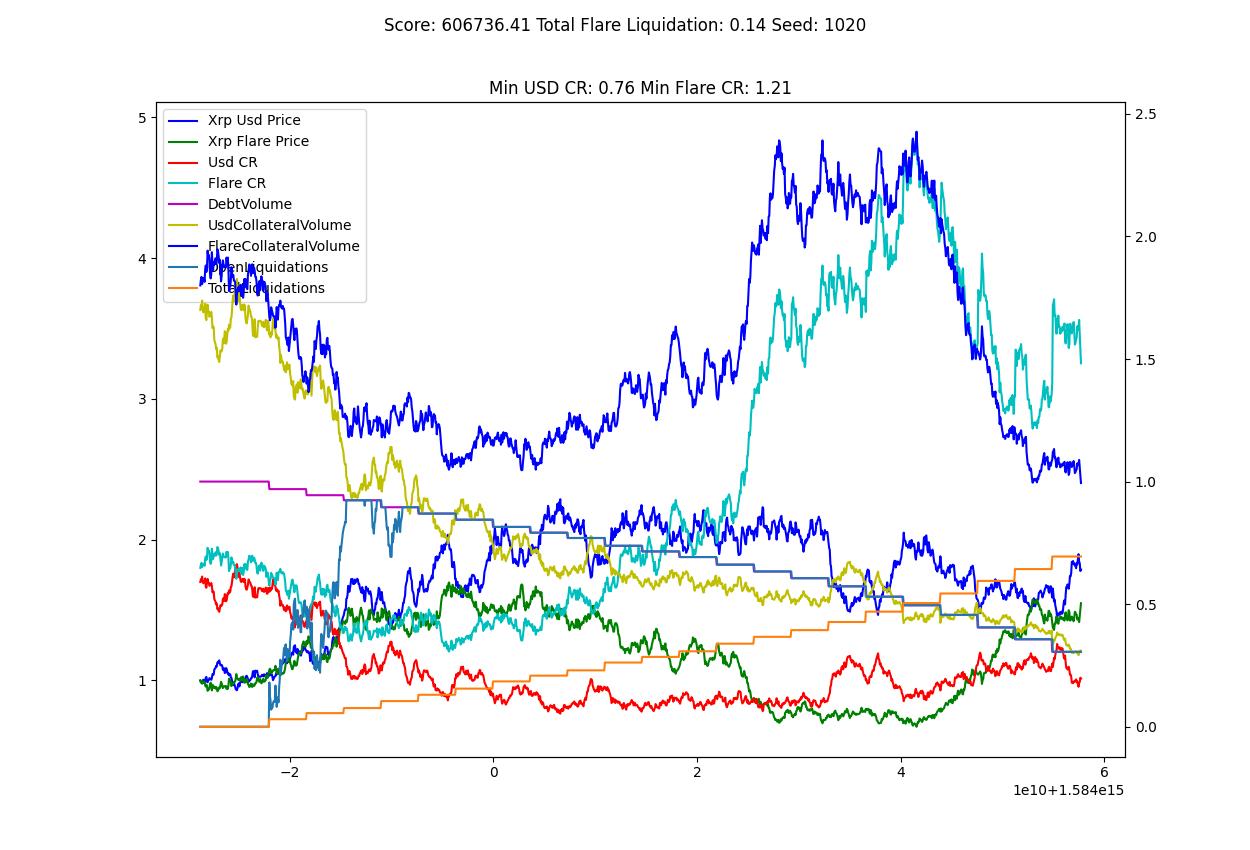 Score: 606736.41 Total Flare Liquidation: 0.14 Seed: 1020
Min USD CR: 0.76 Min Flare CR: 1.21
Xrp Usd Price
Xrp Flare Price
Usd CR
Flare CR
DebtVolume
UsdCollateralVolume
FlareCollateralVolume
OpenLiquidations
TotalLiquidations
5
4
3
2
1
2.5
2.0
1.5
1.0
0.5
0.0
−2 0 2 4 6
1e10+1.584e15